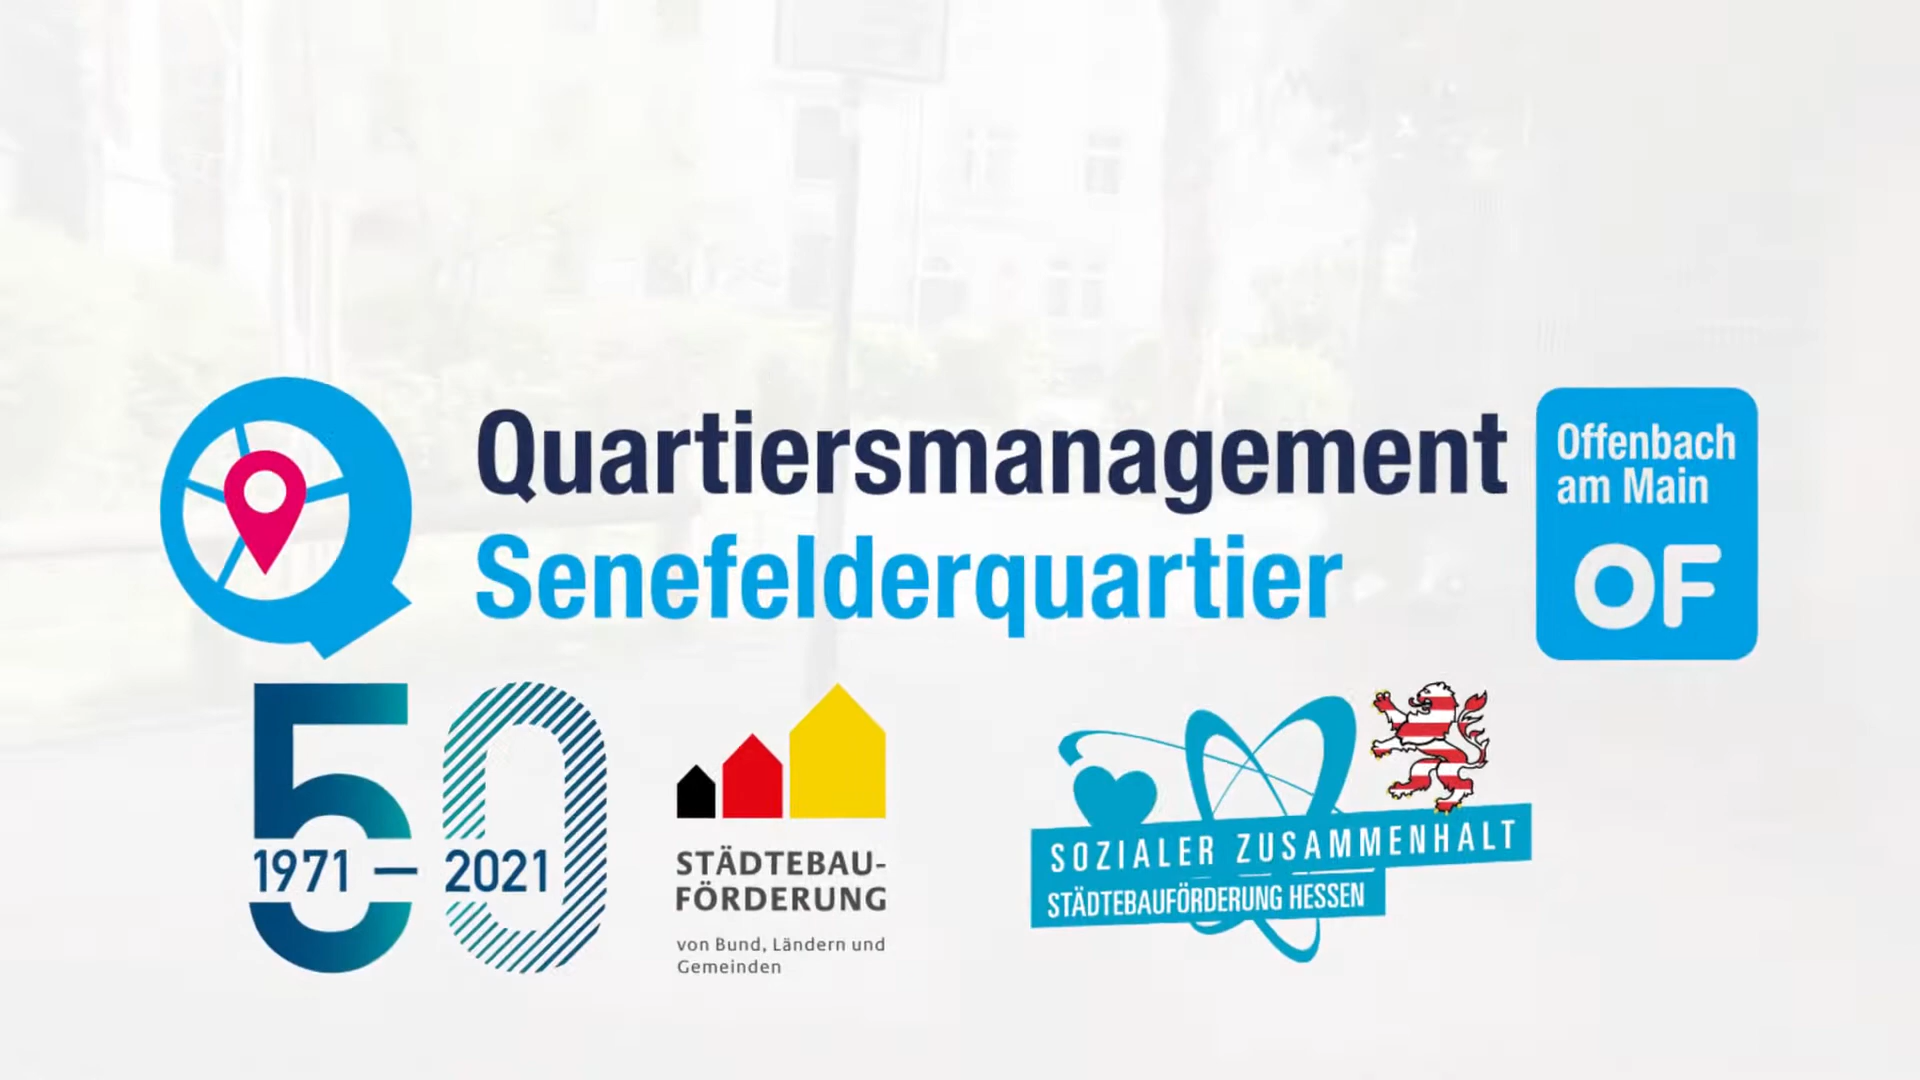 Quartiersmanagement
Senefelderquartier
Offenbach
am Main
OF
50
1971 — 2021
STÄDTEBAU-
FÖRDERUNG
von Bund, Ländern und
Gemeinden
SOZIALER ZUSAMMENHALT
STÄDTEBAUFÖRDERUNG HESSEN